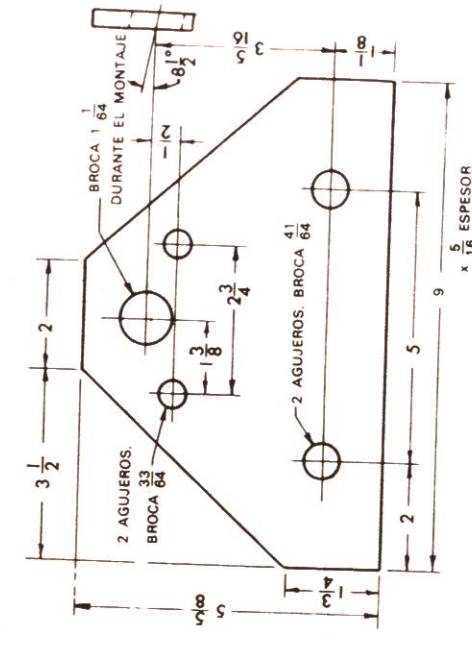 BROCA 1 1/64
DURANTE EL MONTAJE
8 1/2°
2
3 1/2
1/2
3 5/16
2 AGUJEROS.
BROCA 33/64
2 3/4
1 3/8
5 5/8
1 1/8
2 AGUJEROS. BROCA 41/64
1 3/4
2
5
9
x 5/16 ESPESOR